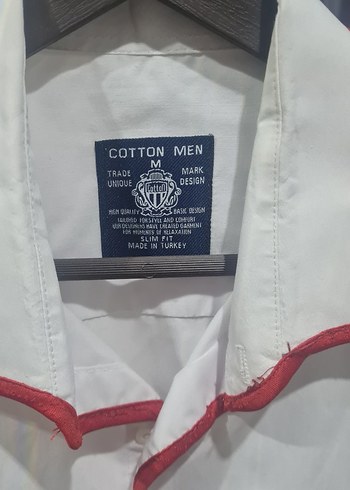 COTTON MEN
M
TRADE MARK
UNIQUE DESIGN
Cotton
HIGH QUALITY BASIC DESIGN
TAILORED FOR STYLE AND COMFORT
OUR DESIGNERS HAVE CREATED GARMENT
FOR MOMENTS OF RELAXATION
SLIM FIT
MADE IN TURKEY